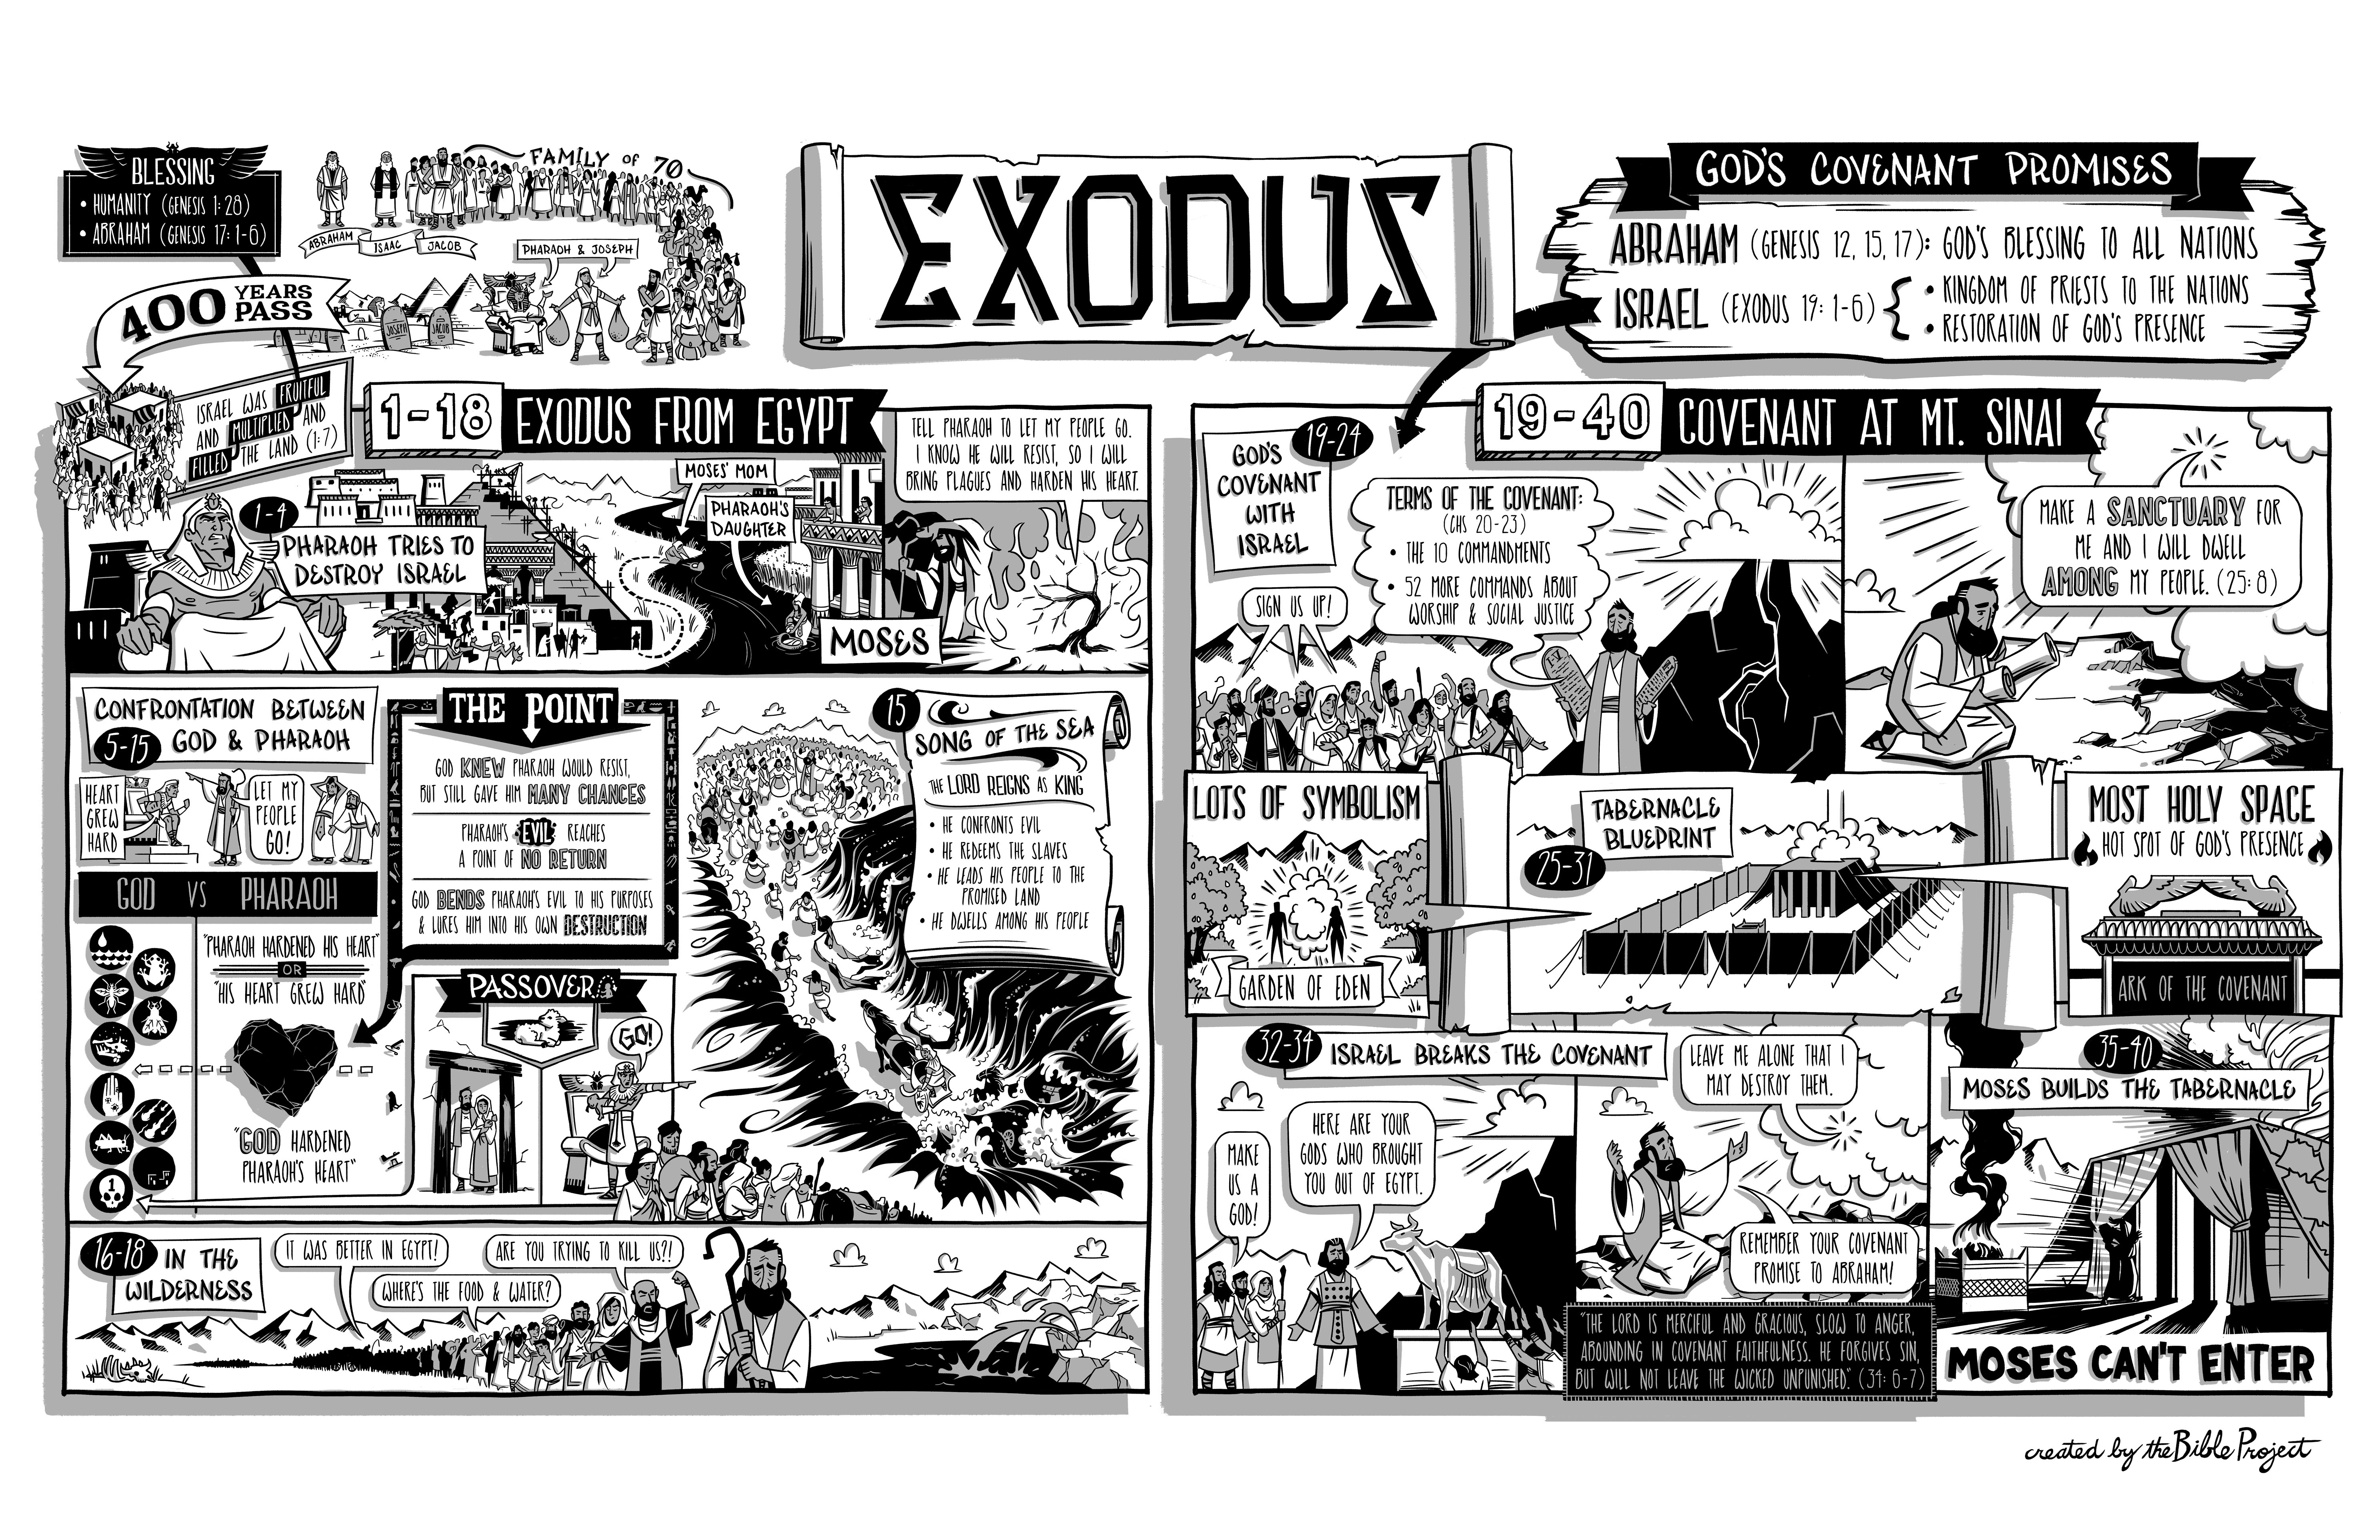 BLESSING
• HUMANITY (GENESIS 1:28)
• ABRAHAM (GENESIS 17:1-6)
FAMILY OF 70
ABRAHAM
ISAAC
JACOB
PHARAOH & JOSEPH
400 YEARS
PASS
JOSEPH
JACOB
ISRAEL WAS FRUITFUL
AND MULTIPLIED AND
FILLED THE LAND (1:7)
EXODUS
GOD'S COVENANT PROMISES
ABRAHAM (GENESIS 12, 15, 17): GOD'S BLESSING TO ALL NATIONS
ISRAEL (EXODUS 19: 1-6)
• KINGDOM OF PRIESTS TO THE NATIONS
• RESTORATION OF GOD'S PRESENCE
1-18 EXODUS FROM EGYPT
1-4
PHARAOH TRIES TO
DESTROY ISRAEL
MOSES' MOM
PHARAOH'S
DAUGHTER
MOSES
TELL PHARAOH TO LET MY PEOPLE GO.
I KNOW HE WILL RESIST, SO I WILL
BRING PLAGUES AND HARDEN HIS HEART.
CONFRONTATION BETWEEN
5-15 GOD & PHARAOH
HEART
GREW
HARD
LET MY
PEOPLE
GO!
GOD VS PHARAOH
"PHARAOH HARDENED HIS HEART"
OR
"HIS HEART GREW HARD"
"GOD HARDENED
PHARAOH'S HEART"
1
THE POINT
GOD KNEW PHARAOH WOULD RESIST,
BUT STILL GAVE HIM MANY CHANCES
PHARAOH'S EVIL REACHES
A POINT OF NO RETURN
GOD BENDS PHARAOH'S EVIL TO HIS PURPOSES
& LURES HIM INTO HIS OWN DESTRUCTION
PASSOVER
GO!
15
SONG OF THE SEA
THE LORD REIGNS AS KING
• HE CONFRONTS EVIL
• HE REDEEMS THE SLAVES
• HE LEADS HIS PEOPLE TO THE
PROMISED LAND
• HE DWELLS AMONG HIS PEOPLE
16-18 IN THE
WILDERNESS
IT WAS BETTER IN EGYPT!
WHERE'S THE FOOD & WATER?
ARE YOU TRYING TO KILL US?!
19-40 COVENANT AT MT. SINAI
19-24
GOD'S
COVENANT
WITH
ISRAEL
TERMS OF THE COVENANT:
(CHS 20-23)
• THE 10 COMMANDMENTS
• 52 MORE COMMANDS ABOUT
WORSHIP & SOCIAL JUSTICE
SIGN US UP!
MAKE A SANCTUARY FOR
ME AND I WILL DWELL
AMONG MY PEOPLE. (25:8)
LOTS OF SYMBOLISM
GARDEN OF EDEN
TABERNACLE
BLUEPRINT
25-31
MOST HOLY SPACE
HOT SPOT OF GOD'S PRESENCE
ARK OF THE COVENANT
32-34 ISRAEL BREAKS THE COVENANT
MAKE
US A
GOD!
HERE ARE YOUR
GODS WHO BROUGHT
YOU OUT OF EGYPT.
LEAVE ME ALONE THAT I
MAY DESTROY THEM.
REMEMBER YOUR COVENANT
PROMISE TO ABRAHAM!
"THE LORD IS MERCIFUL AND GRACIOUS, SLOW TO ANGER,
ABOUNDING IN COVENANT FAITHFULNESS. HE FORGIVES SIN,
BUT WILL NOT LEAVE THE WICKED UNPUNISHED." (34: 6-7)
35-40
MOSES BUILDS THE TABERNACLE
MOSES CAN'T ENTER
created by the Bible Project